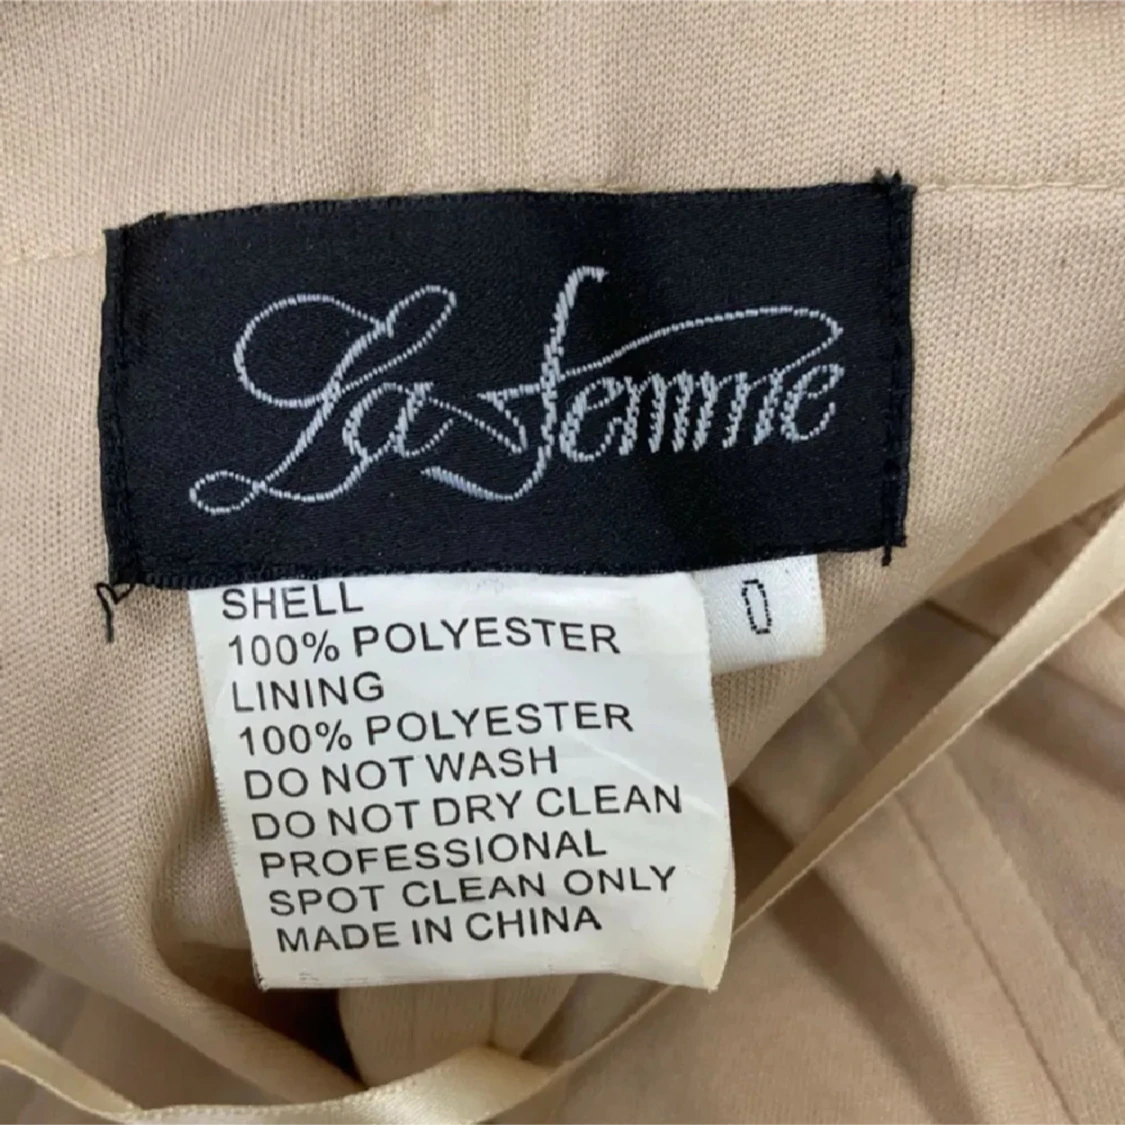 La Femme
0
SHELL
100% POLYESTER
LINING
100% POLYESTER
DO NOT WASH
DO NOT DRY CLEAN
PROFESSIONAL
SPOT CLEAN ONLY
MADE IN CHINA